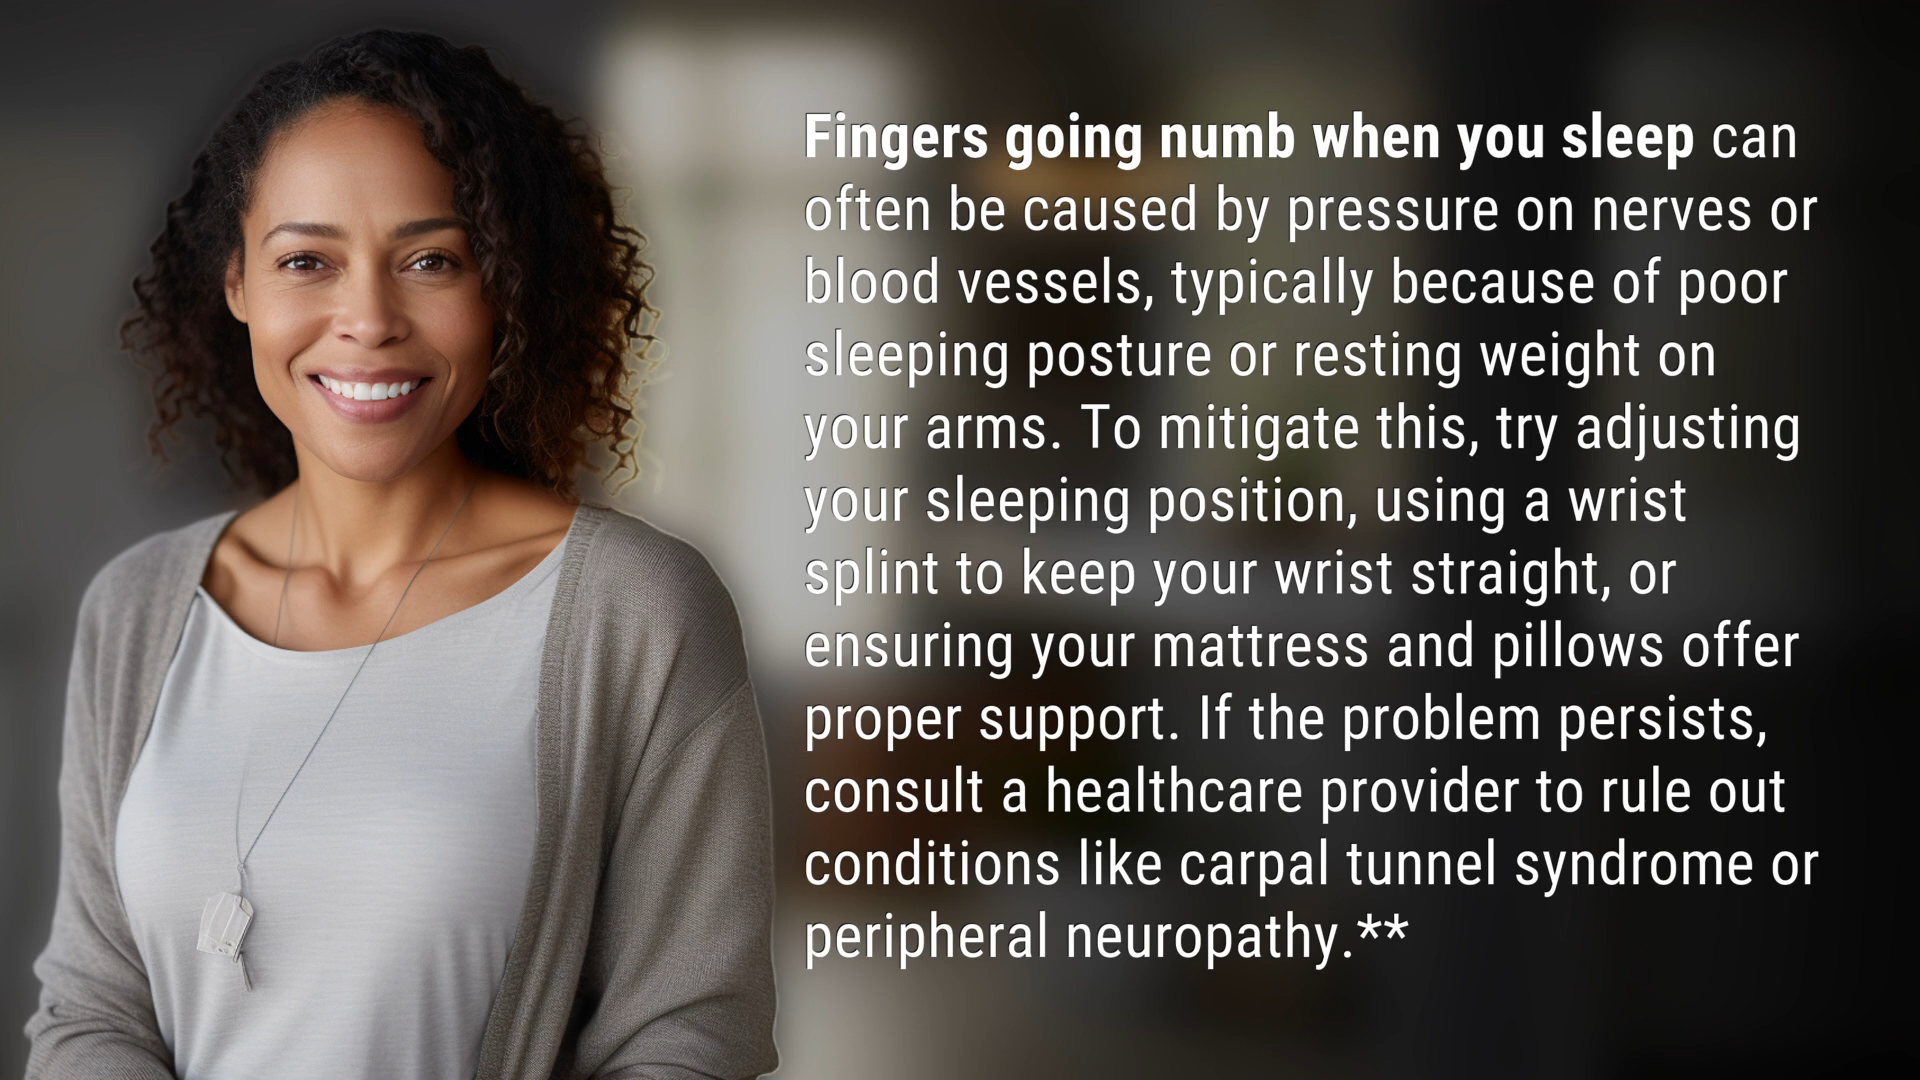 Fingers going numb when you sleep can
often be caused by pressure on nerves or
blood vessels, typically because of poor
sleeping posture or resting weight on
your arms. To mitigate this, try adjusting
your sleeping position, using a wrist
splint to keep your wrist straight, or
ensuring your mattress and pillows offer
proper support. If the problem persists,
consult a healthcare provider to rule out
conditions like carpal tunnel syndrome or
peripheral neuropathy.**